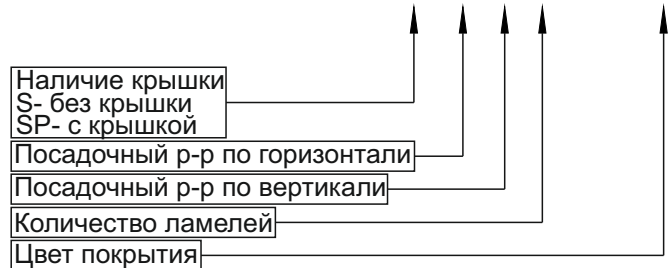 Наличие крышки
S- без крышки
SP- с крышкой
Посадочный р-р по горизонтали
Посадочный р-р по вертикали
Количество ламелей
Цвет покрытия